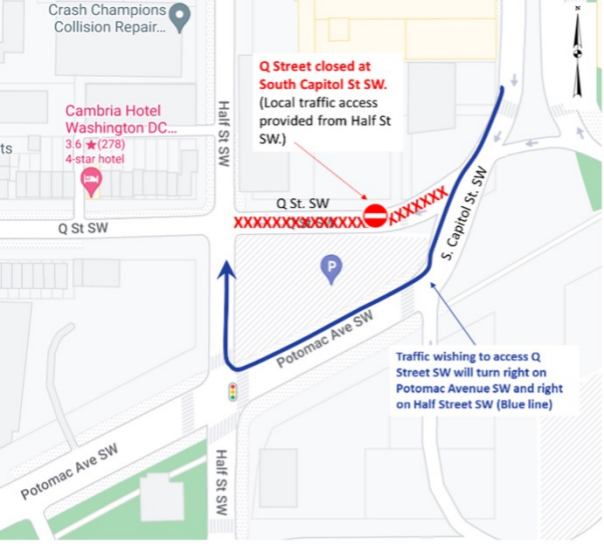 Crash Champions
Collision Repair...
N
Q Street closed at
South Capitol St SW.
(Local traffic access
provided from Half St
SW.)
Half St SW
Cambria Hotel
Washington DC...
3.6 ★(278)
4-star hotel
ts
Q St. SW
XXXXXXXXXXXXXXXXX
XXXXXXX
Q St SW
S. Capitol St. SW
P
Potomac Ave SW
Traffic wishing to access Q
Street SW will turn right on
Potomac Avenue SW and right
on Half Street SW (Blue line)
Potomac Ave SW
Half St SW